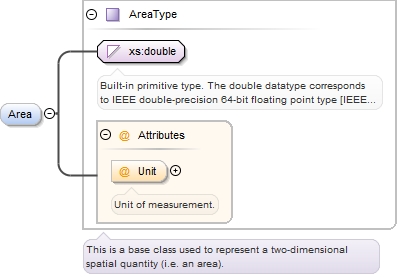 AreaType
xs:double
Built-in primitive type. The double datatype corresponds
to IEEE double-precision 64-bit floating point type [IEEE...
Area
@ Attributes
@ Unit
Unit of measurement.
This is a base class used to represent a two-dimensional
spatial quantity (i.e. an area).